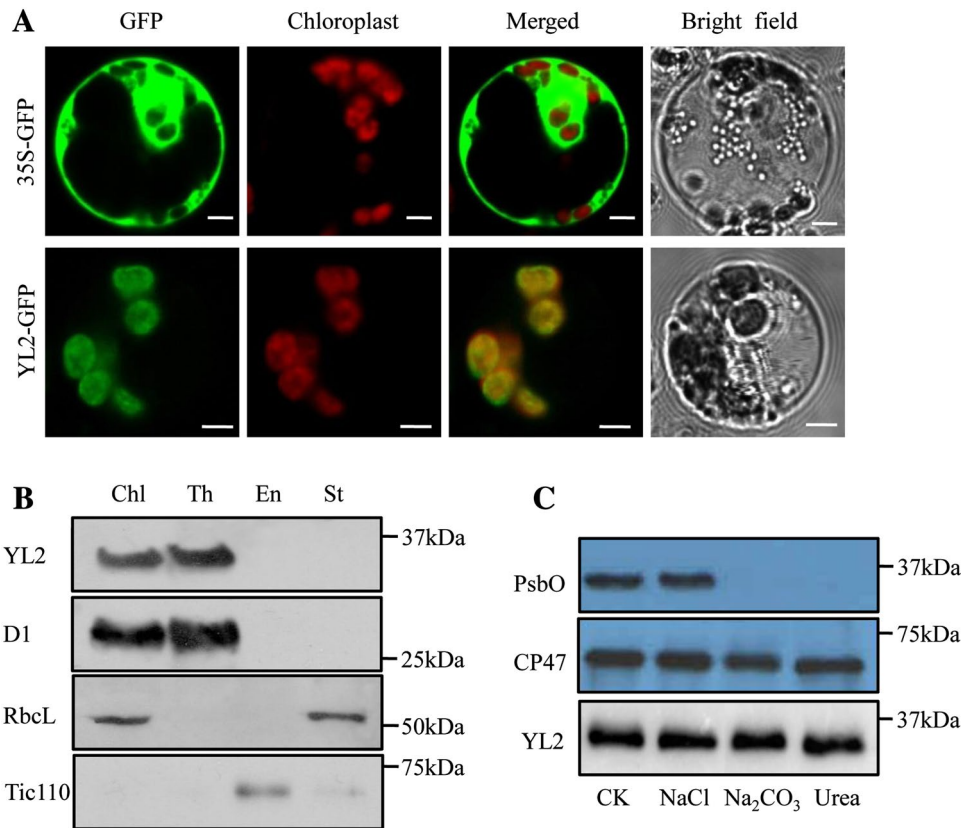 A GFP Chloroplast Merged Bright field
35S-GFP
YL2-GFP
B Chl Th En St
YL2 37kDa
D1 25kDa
RbcL 50kDa
Tic110 75kDa
C
PsbO 37kDa
CP47 75kDa
YL2 37kDa
CK NaCl Na₂CO₃ Urea